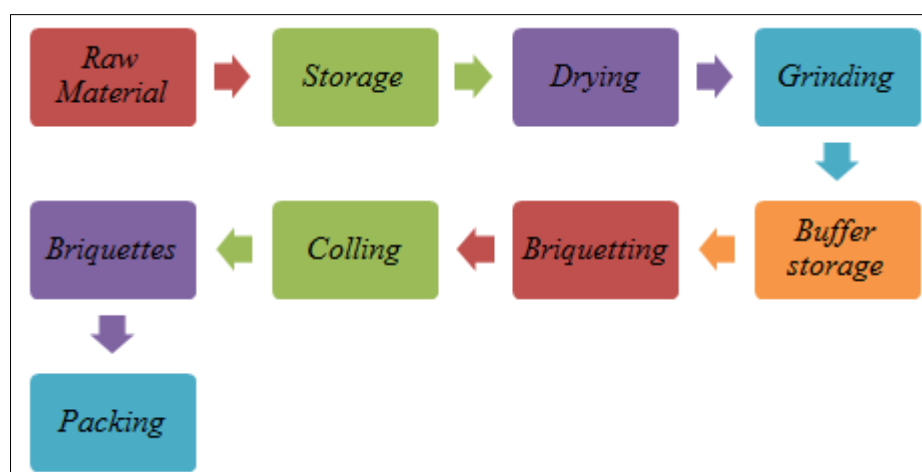 Raw
Material
Storage
Drying
Grinding
Buffer
storage
Briquetting
Colling
Briquettes
Packing